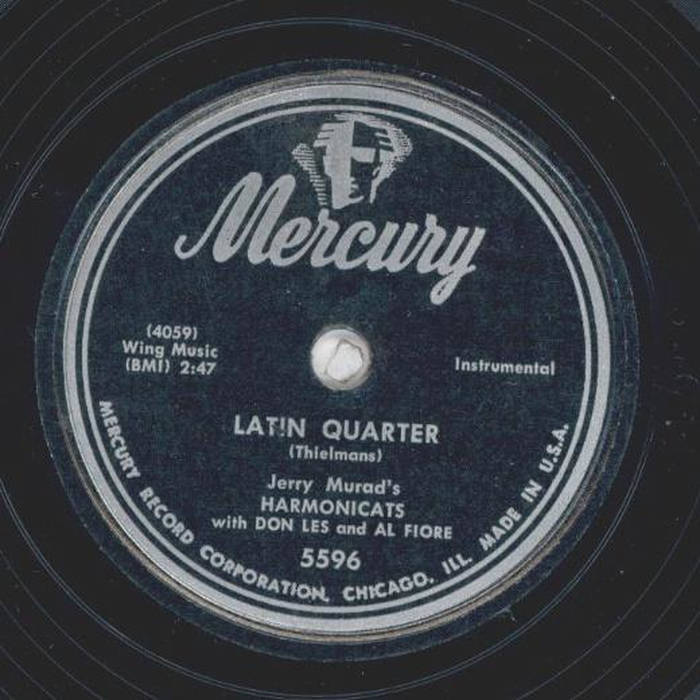 Mercury
(4059)
Wing Music
(BMI) 2:47
Instrumental
LATIN QUARTER
(Thielmans)
Jerry Murad's
HARMONICATS
with DON LES and AL FIORE
5596
MERCURY RECORD CORPORATION, CHICAGO, ILL. MADE IN U.S.A.